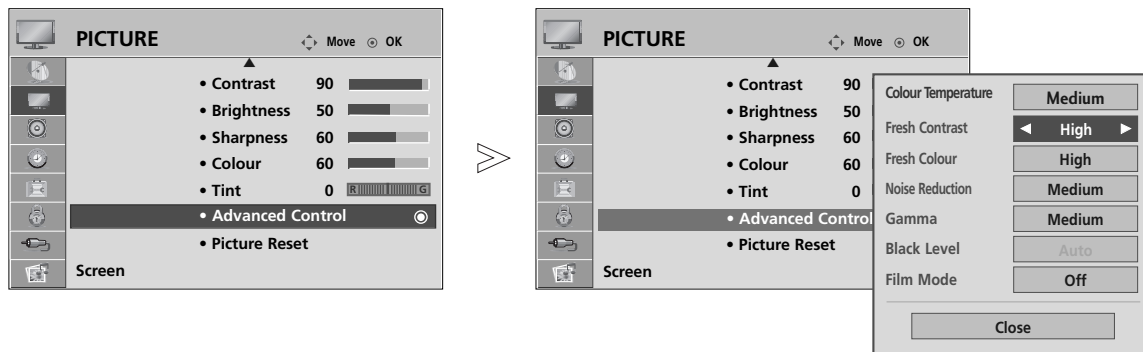 PICTURE
Move OK
• Contrast 90
• Brightness 50
• Sharpness 60
• Colour 60
• Tint 0 R G
• Advanced Control
• Picture Reset
Screen
PICTURE
Move OK
• Contrast 90
• Brightness 50
• Sharpness 60
• Colour 60
• Tint 0
• Advanced Control
• Picture Reset
Screen
Colour Temperature Medium
Fresh Contrast High
Fresh Colour High
Noise Reduction Medium
Gamma Medium
Black Level Auto
Film Mode Off
Close